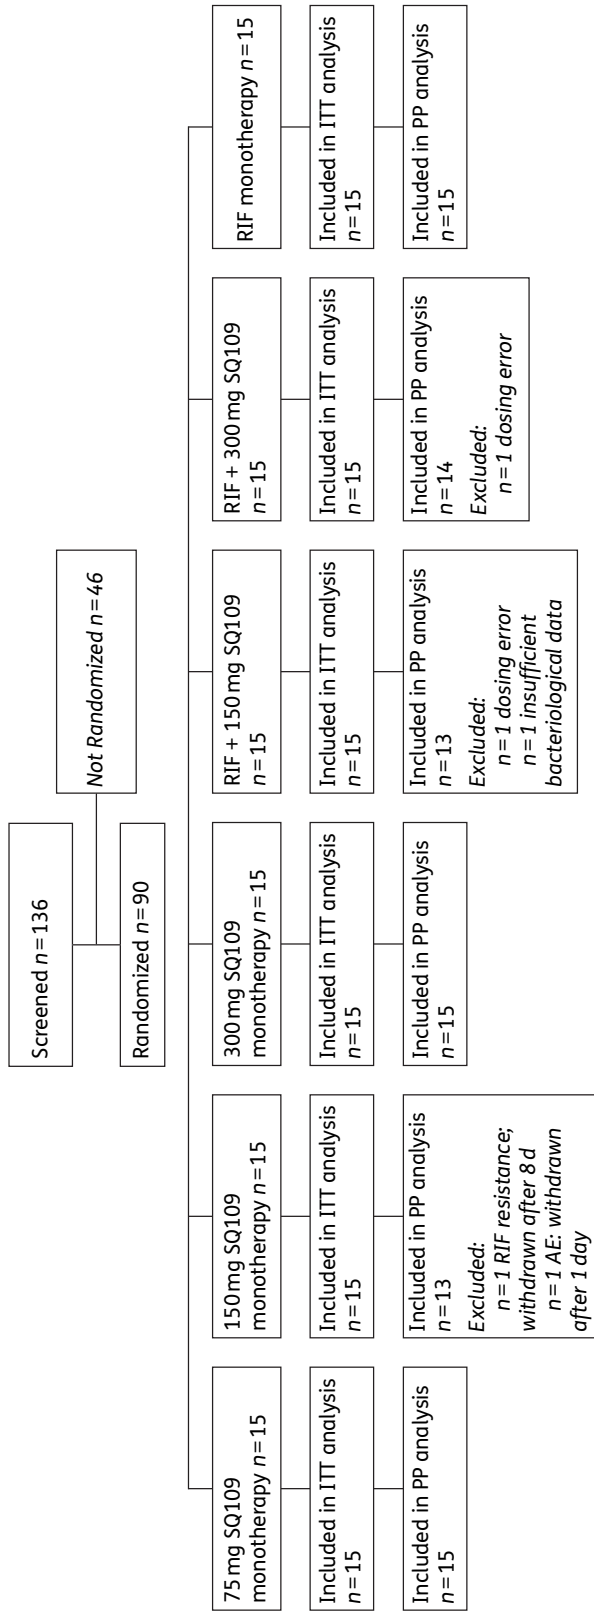 Screened n=136
Not Randomized n=46
Randomized n=90
75 mg SQ109
monotherapy n=15
Included in ITT analysis
n=15
Included in PP analysis
n=15
150 mg SQ109
monotherapy n=15
Included in ITT analysis
n=15
Included in PP analysis
n=13
Excluded:
n=1 RIF resistance;
withdrawn after 8 d
n=1 AE: withdrawn
after 1 day
300 mg SQ109
monotherapy n=15
Included in ITT analysis
n=15
Included in PP analysis
n=15
RIF + 150 mg SQ109
n=15
Included in ITT analysis
n=15
Included in PP analysis
n=13
Excluded:
n=1 dosing error
n=1 insufficient
bacteriological data
RIF + 300 mg SQ109
n=15
Included in ITT analysis
n=15
Included in PP analysis
n=14
Excluded:
n=1 dosing error
RIF monotherapy n=15
Included in ITT analysis
n=15
Included in PP analysis
n=15